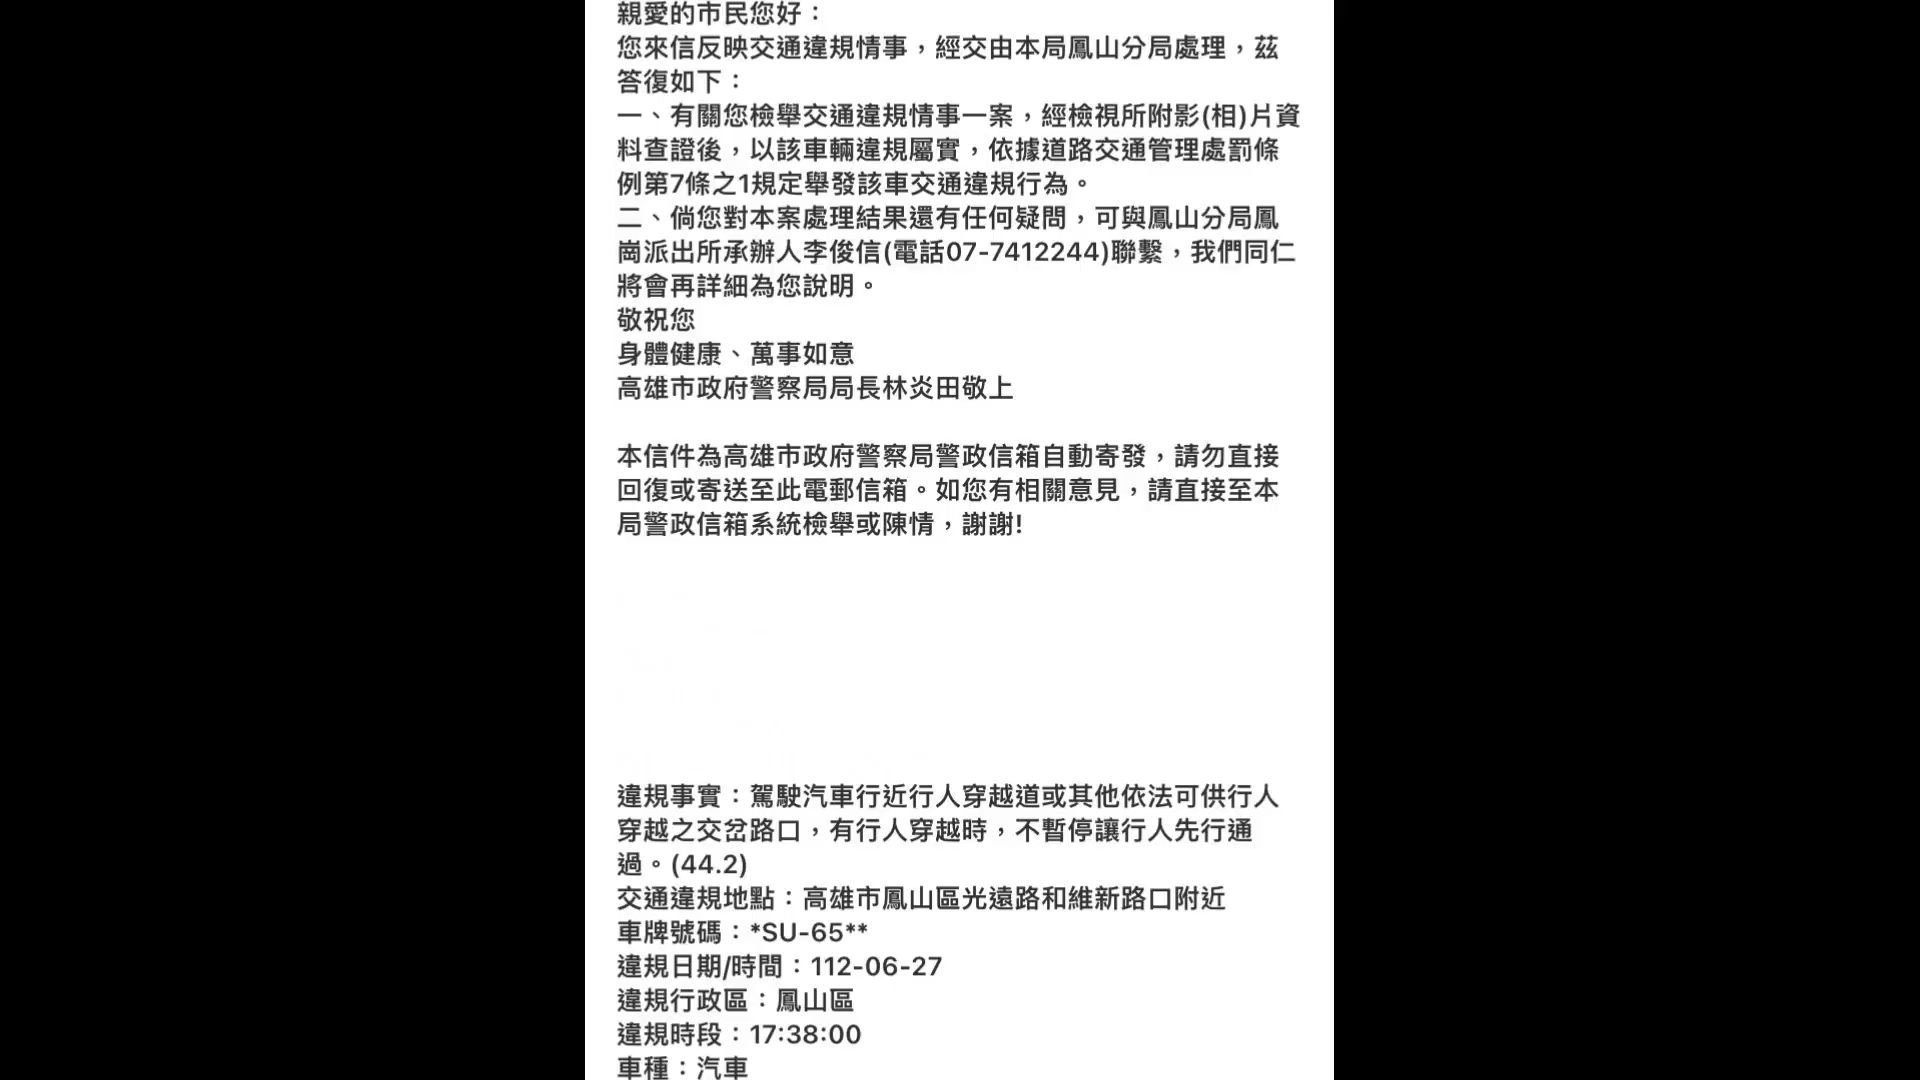 親愛的市民您好：
您來信反映交通違規情事，經交由本局鳳山分局處理，茲
答復如下：
一、有關您檢舉交通違規情事一案，經檢視所附影(相)片資
料查證後，以該車輛違規屬實，依據道路交通管理處罰條
例第7條之1規定舉發該車交通違規行為。
二、倘您對本案處理結果還有任何疑問，可與鳳山分局鳳
崗派出所承辦人李俊信(電話07-7412244)聯繫，我們同仁
將會再詳細為您說明。
敬祝您
身體健康、萬事如意
高雄市政府警察局局長林炎田敬上
本信件為高雄市政府警察局警政信箱自動寄發，請勿直接
回復或寄送至此電郵信箱。如您有相關意見，請直接至本
局警政信箱系統檢舉或陳情，謝謝!
違規事實：駕駛汽車行近行人穿越道或其他依法可供行人
穿越之交岔路口，有行人穿越時，不暫停讓行人先行通
過。(44.2)
交通違規地點：高雄市鳳山區光遠路和維新路口附近
車牌號碼：*SU-65**
違規日期/時間：112-06-27
違規行政區：鳳山區
違規時段：17:38:00
車種：汽車